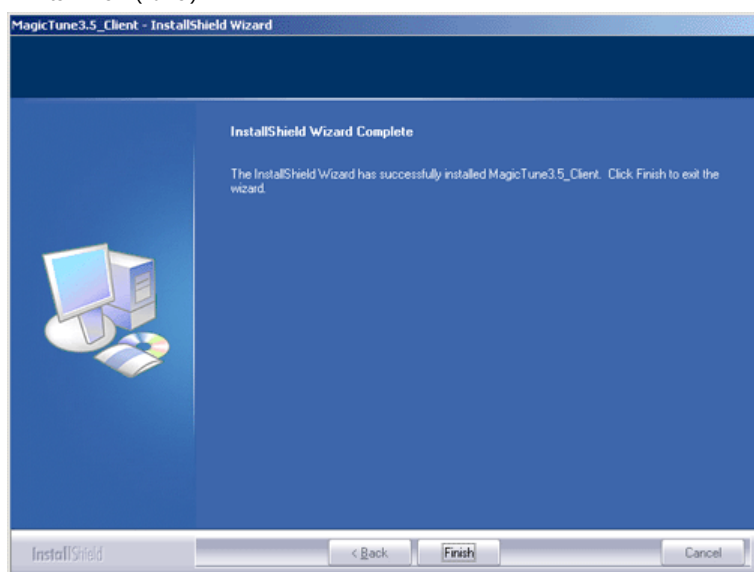 MagicTune3.5_Client - InstallShield Wizard
InstallShield Wizard Complete
The InstallShield Wizard has successfully installed MagicTune3.5_Client. Click Finish to exit the
wizard.
InstallShield
< Back
Finish
Cancel